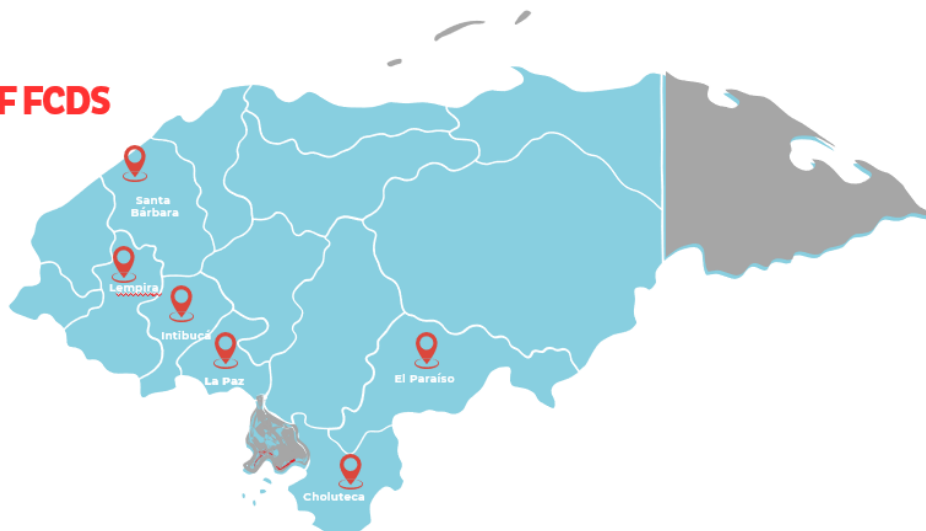 F FCDS
Santa
Bárbara
Lempira
Intibucá
La Paz
El Paraíso
Choluteca